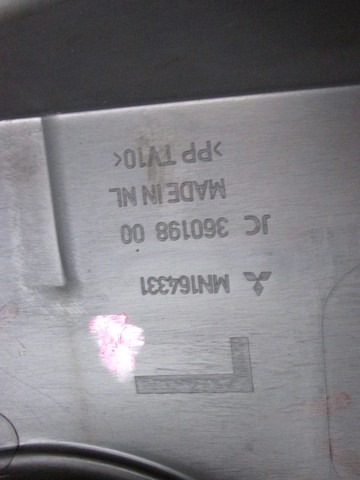 MN164331
JC 360198 00
MADE IN NL
>PP TV10<